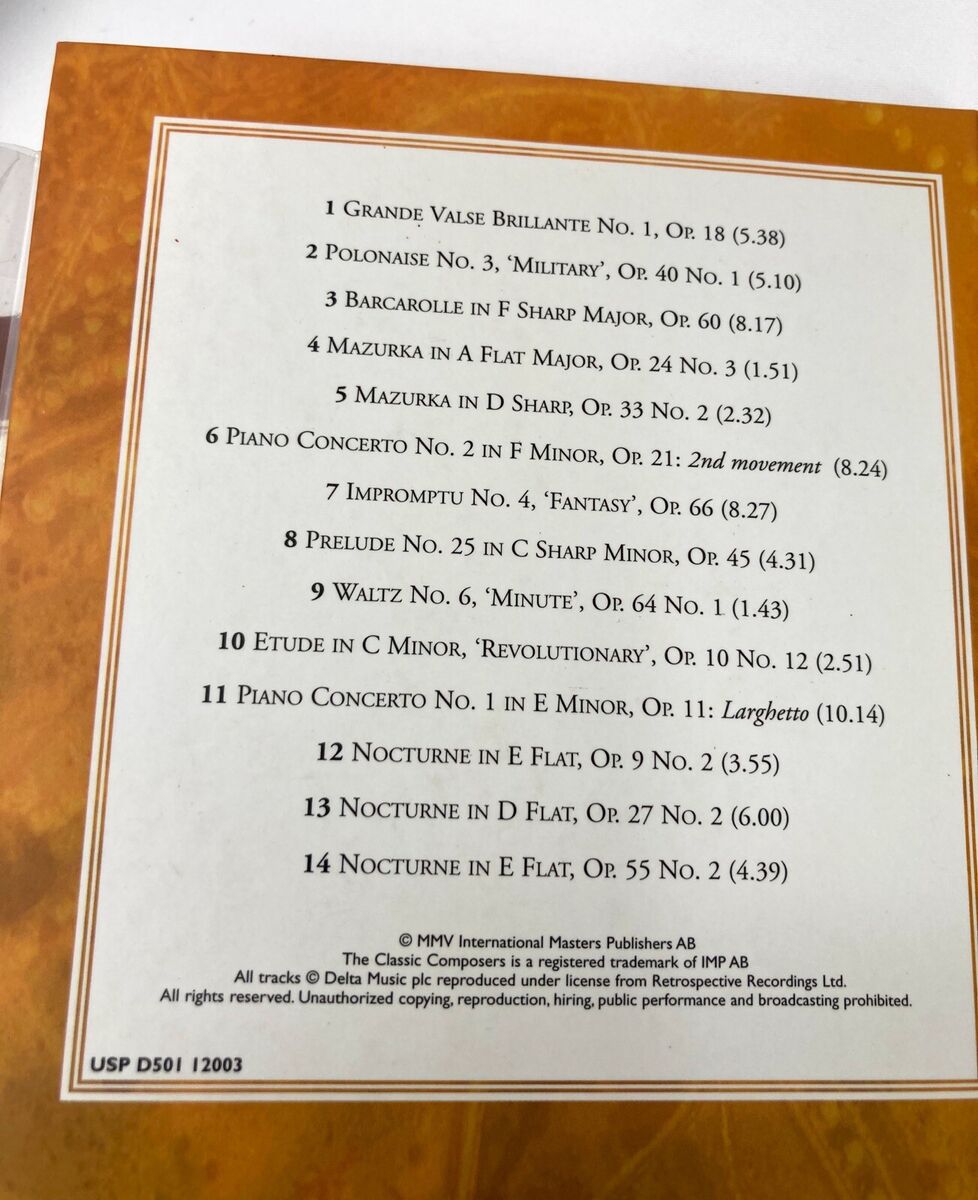 1 Grande Valse Brillante No. 1, Op. 18 (5.38)
2 Polonaise No. 3, ‘Military’, Op. 40 No. 1 (5.10)
3 Barcarolle in F Sharp Major, Op. 60 (8.17)
4 Mazurka in A Flat Major, Op. 24 No. 3 (1.51)
5 Mazurka in D Sharp, Op. 33 No. 2 (2.32)
6 Piano Concerto No. 2 in F Minor, Op. 21: 2nd movement (8.24)
7 Impromptu No. 4, ‘Fantasy’, Op. 66 (8.27)
8 Prelude No. 25 in C Sharp Minor, Op. 45 (4.31)
9 Waltz No. 6, ‘Minute’, Op. 64 No. 1 (1.43)
10 Etude in C Minor, ‘Revolutionary’, Op. 10 No. 12 (2.51)
11 Piano Concerto No. 1 in E Minor, Op. 11: Larghetto (10.14)
12 Nocturne in E Flat, Op. 9 No. 2 (3.55)
13 Nocturne in D Flat, Op. 27 No. 2 (6.00)
14 Nocturne in E Flat, Op. 55 No. 2 (4.39)
© MMV International Masters Publishers AB
The Classic Composers is a registered trademark of IMP AB
All tracks © Delta Music plc reproduced under license from Retrospective Recordings Ltd.
All rights reserved. Unauthorized copying, reproduction, hiring, public performance and broadcasting prohibited.
USP D501 12003